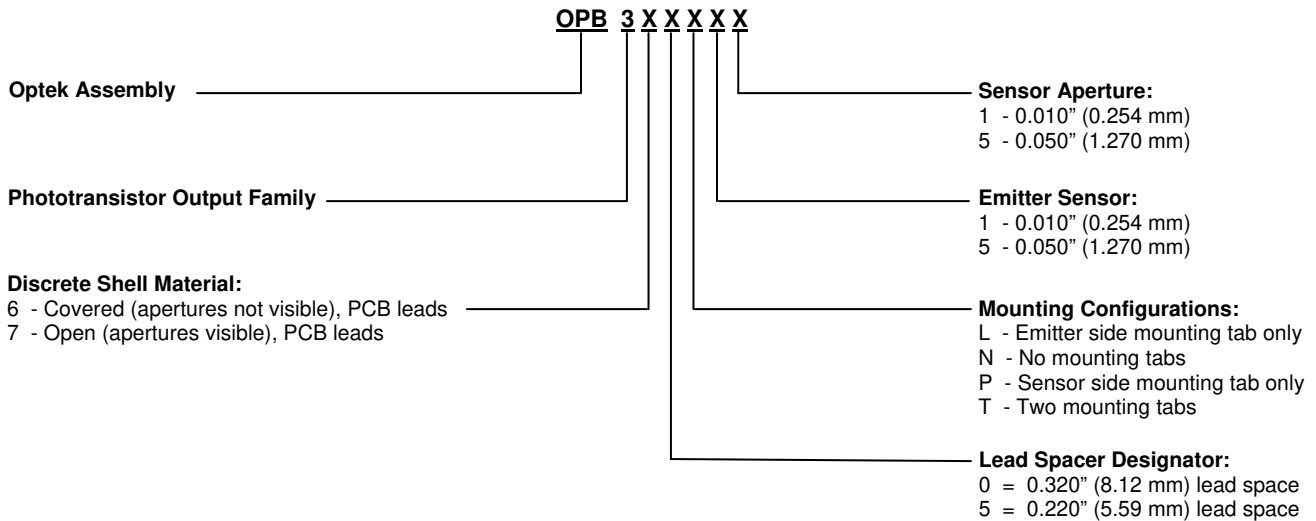 OPB 3 X X X X X
Optek Assembly
Phototransistor Output Family
Discrete Shell Material:
6 - Covered (apertures not visible), PCB leads
7 - Open (apertures visible), PCB leads
Sensor Aperture:
1 - 0.010” (0.254 mm)
5 - 0.050” (1.270 mm)
Emitter Sensor:
1 - 0.010” (0.254 mm)
5 - 0.050” (1.270 mm)
Mounting Configurations:
L - Emitter side mounting tab only
N - No mounting tabs
P - Sensor side mounting tab only
T - Two mounting tabs
Lead Spacer Designator:
0 = 0.320” (8.12 mm) lead space
5 = 0.220” (5.59 mm) lead space